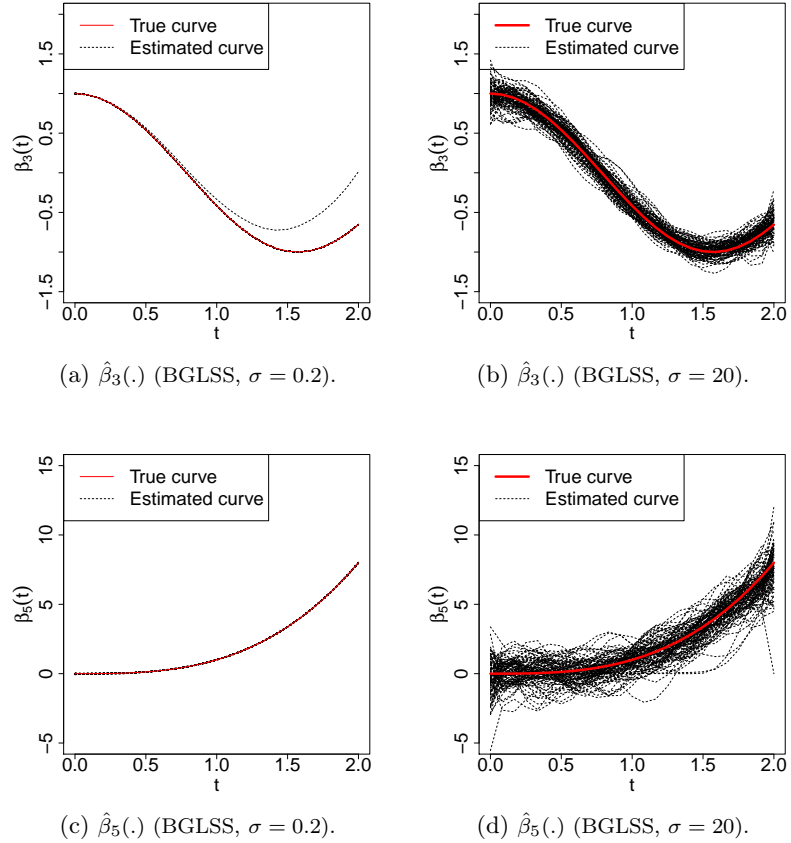 True curve
Estimated curve
β₃(t)
1.5
0.5
−0.5
−1.5
0.0 0.5 1.0 1.5 2.0
t
(a) β̂₃(.) (BGLSS, σ = 0.2).
True curve
Estimated curve
β₃(t)
1.5
0.5
−0.5
−1.5
0.0 0.5 1.0 1.5 2.0
t
(b) β̂₃(.) (BGLSS, σ = 20).
True curve
Estimated curve
β₅(t)
15
10
5
0
−5
0.0 0.5 1.0 1.5 2.0
t
(c) β̂₅(.) (BGLSS, σ = 0.2).
True curve
Estimated curve
β₅(t)
15
10
5
0
−5
0.0 0.5 1.0 1.5 2.0
t
(d) β̂₅(.) (BGLSS, σ = 20).